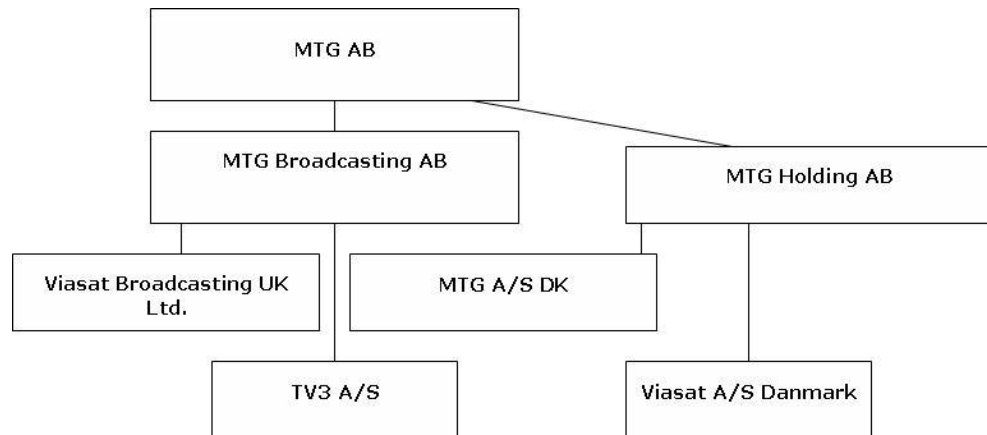 MTG AB
MTG Broadcasting AB
MTG Holding AB
Viasat Broadcasting UK
Ltd.
MTG A/S DK
TV3 A/S
Viasat A/S Danmark